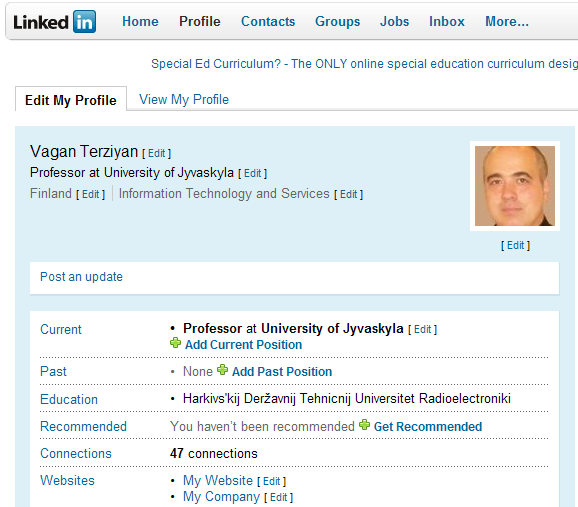 Linked in Home Profile Contacts Groups Jobs Inbox More...
Special Ed Curriculum? - The ONLY online special education curriculum desig
Edit My Profile View My Profile
Vagan Terziyan [ Edit ]
Professor at University of Jyvaskyla [ Edit ]
Finland [ Edit ] Information Technology and Services [ Edit ]
[ Edit ]
Post an update
Current • Professor at University of Jyvaskyla [ Edit ]
Add Current Position
Past • None Add Past Position
Education • Harkivs'kij Deržavnij Tehnicnij Universitet Radioelectroniki
Recommended You haven't been recommended Get Recommended
Connections 47 connections
Websites • My Website [ Edit ]
• My Company [ Edit ]